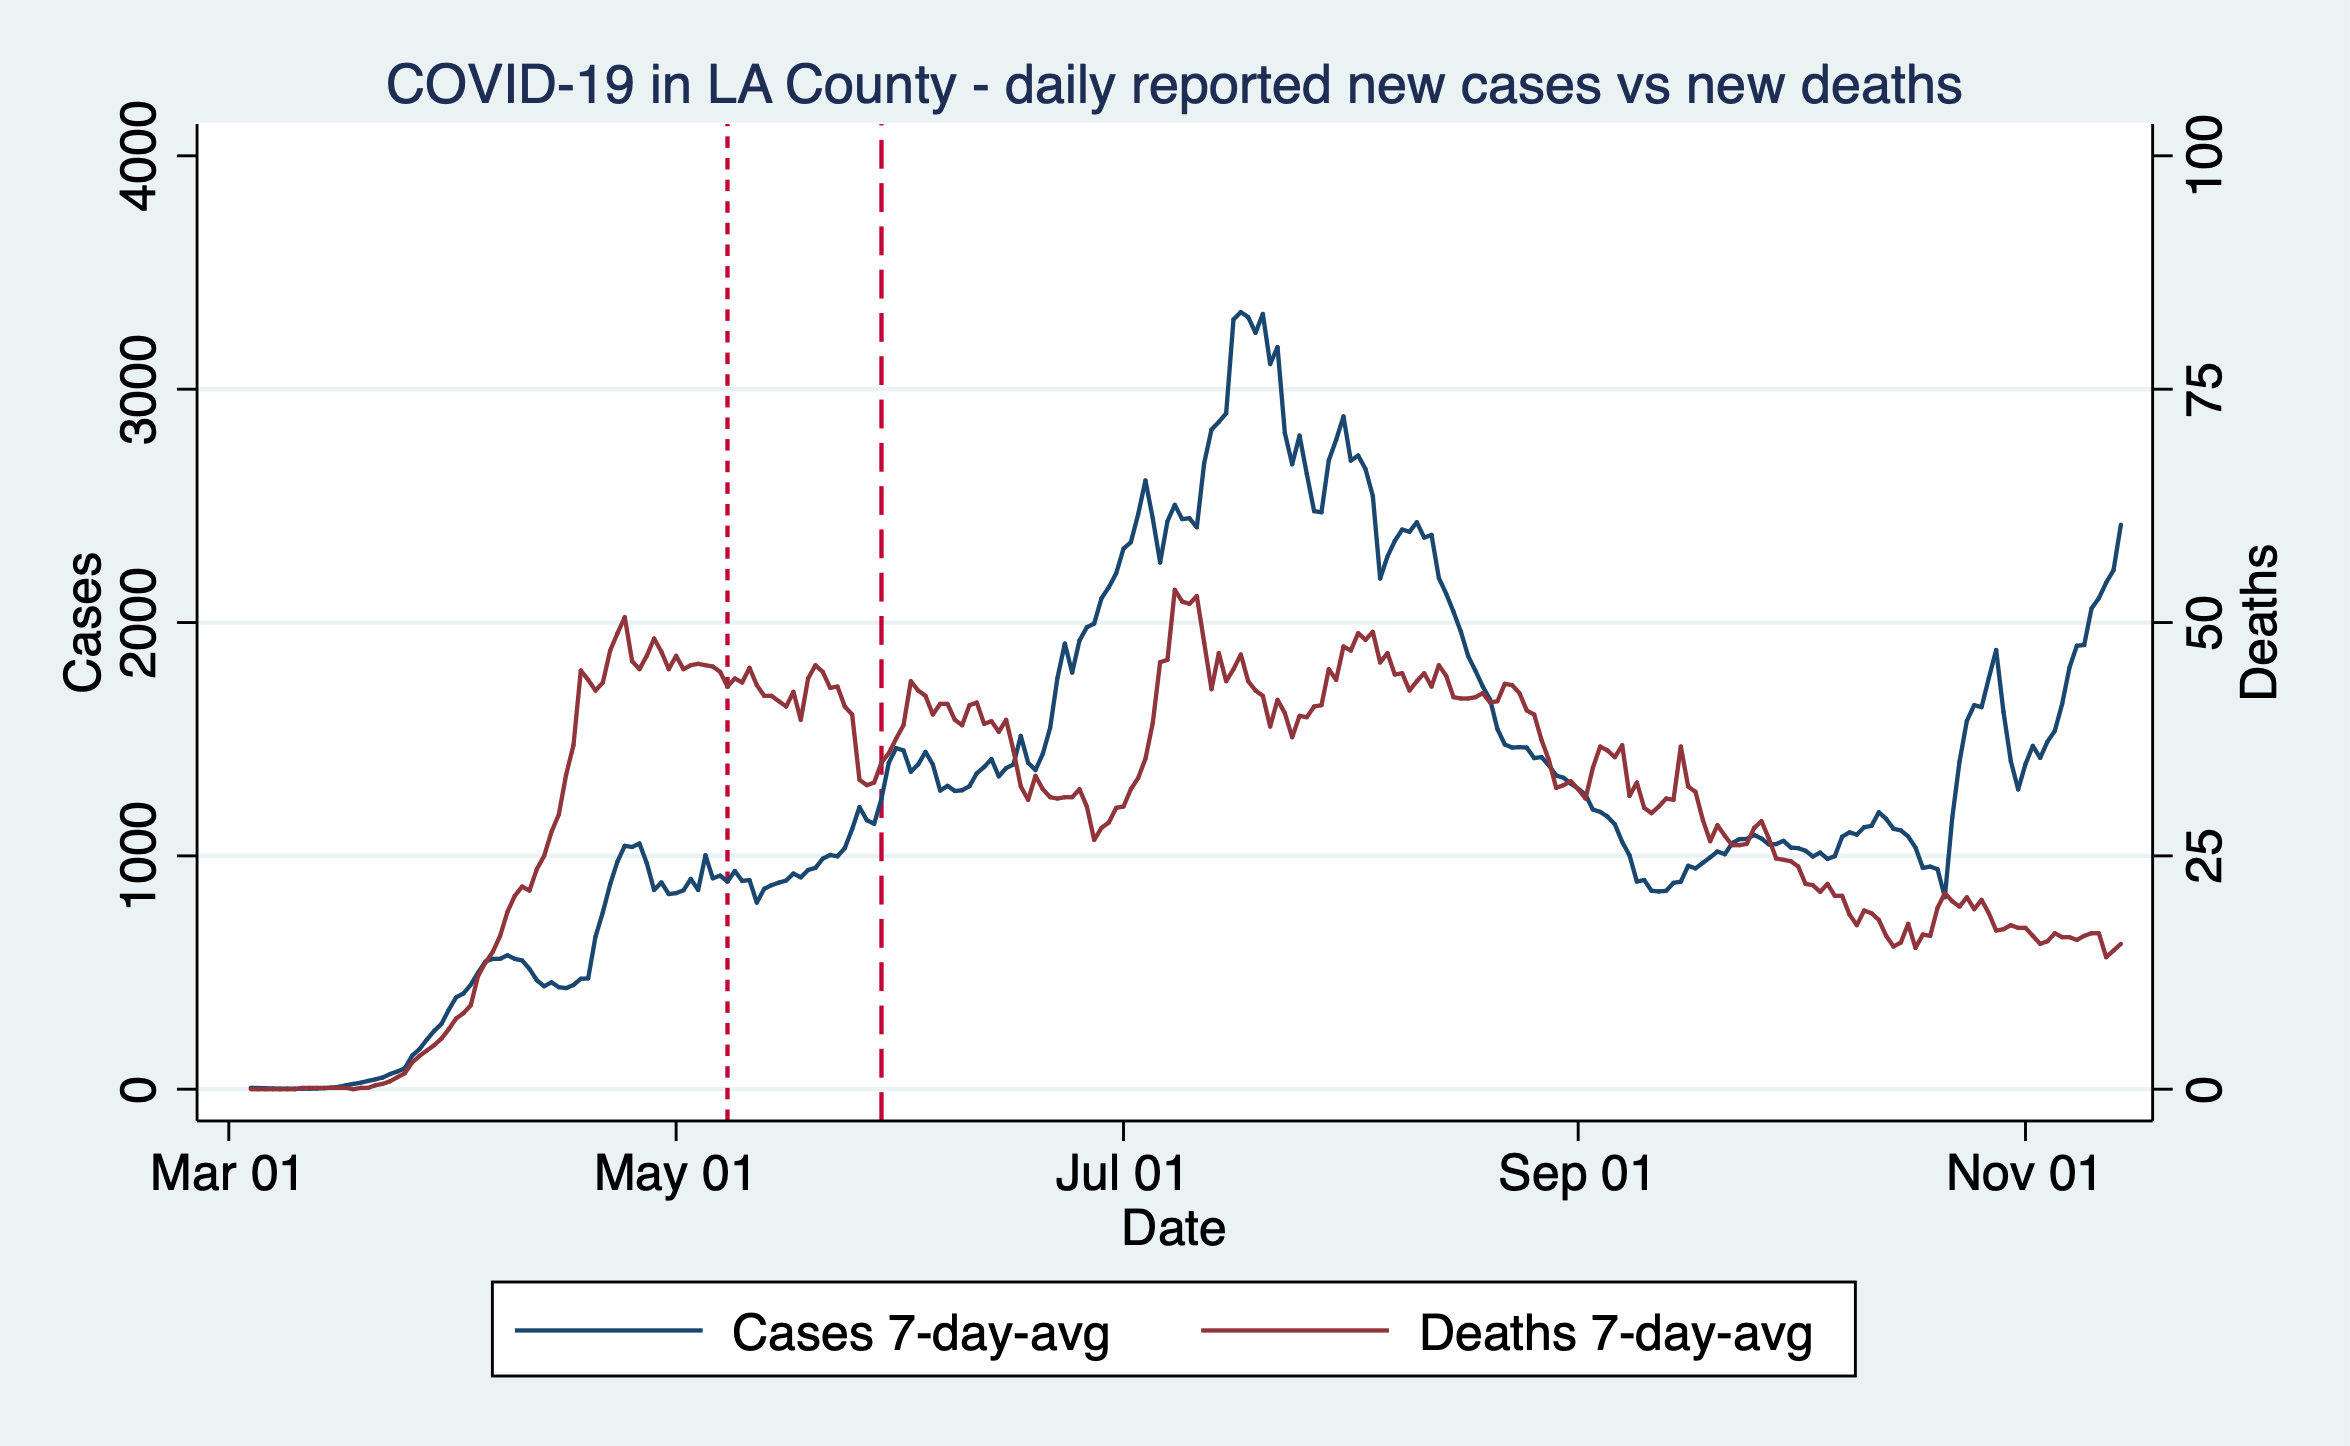 COVID-19 in LA County - daily reported new cases vs new deaths
Cases
4000
3000
2000
1000
0
Deaths
100
75
50
25
0
Mar 01
May 01
Jul 01
Sep 01
Nov 01
Date
Cases 7-day-avg
Deaths 7-day-avg